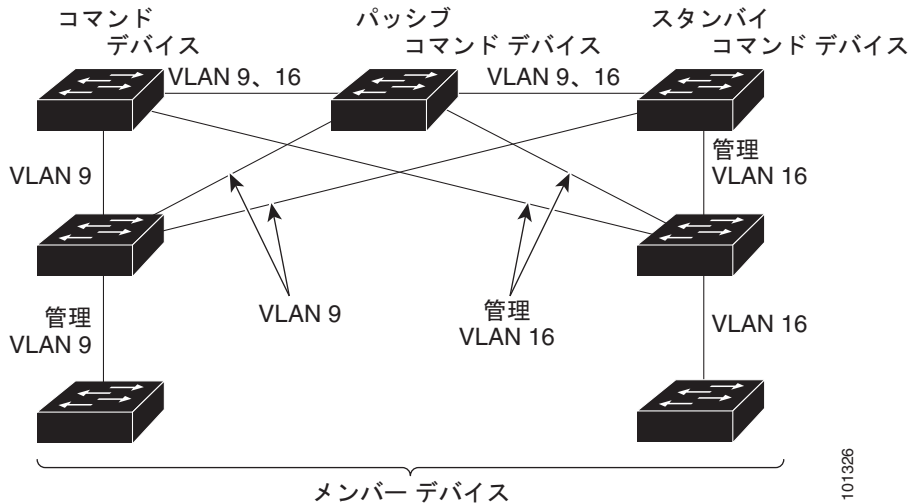 コマンド
デバイス
パッシブ
コマンド デバイス
スタンバイ
コマンド デバイス
VLAN 9、16
VLAN 9、16
VLAN 9
管理
VLAN 16
VLAN 9
管理
VLAN 16
管理
VLAN 9
VLAN 16
メンバー デバイス
101326